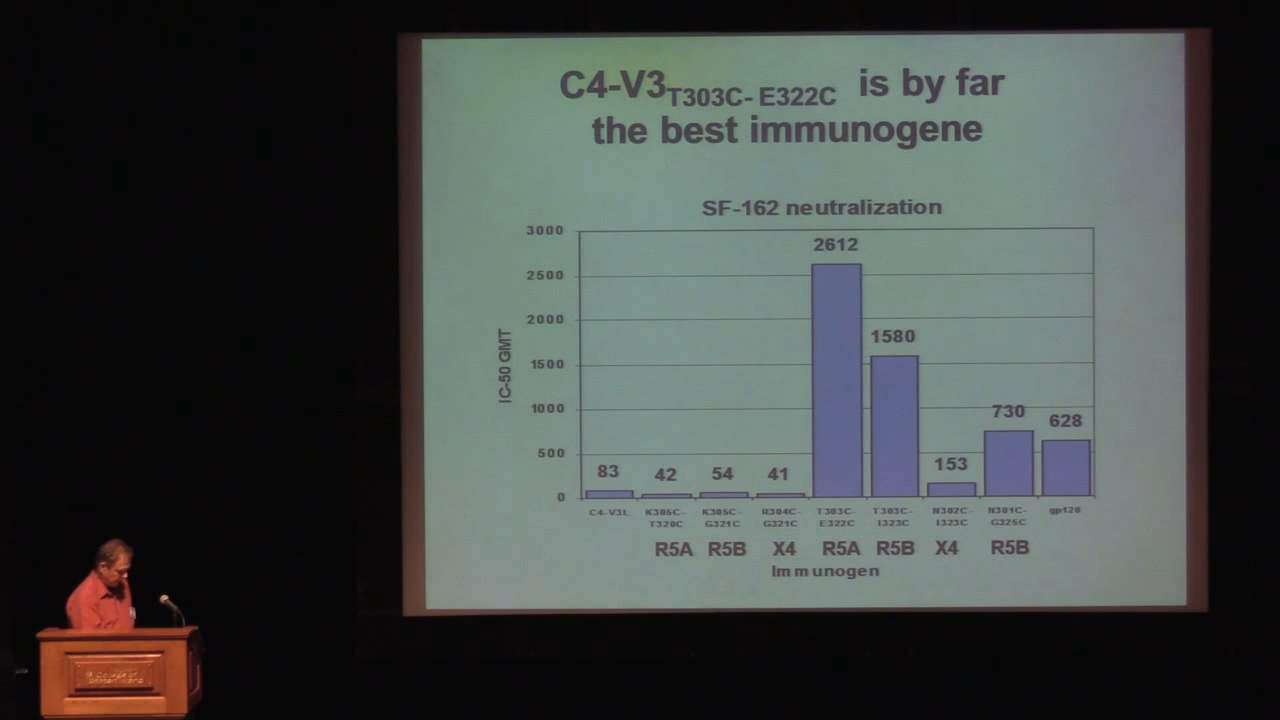 C4-V3T303C- E322C is by far
the best immunogene
SF-162 neutralization
3000
2500
2000
1500
1000
500
0
IC-50 GMT
83
42
54
41
2612
1580
153
730
628
C4-V3L
K305C-
T320C
K305C-
G321C
R304C-
G321C
T303C-
E322C
T303C-
I323C
N302C-
I323C
N301C-
G325C
gp120
R5A R5B X4 R5A R5B X4 R5B
Immunogen
College of